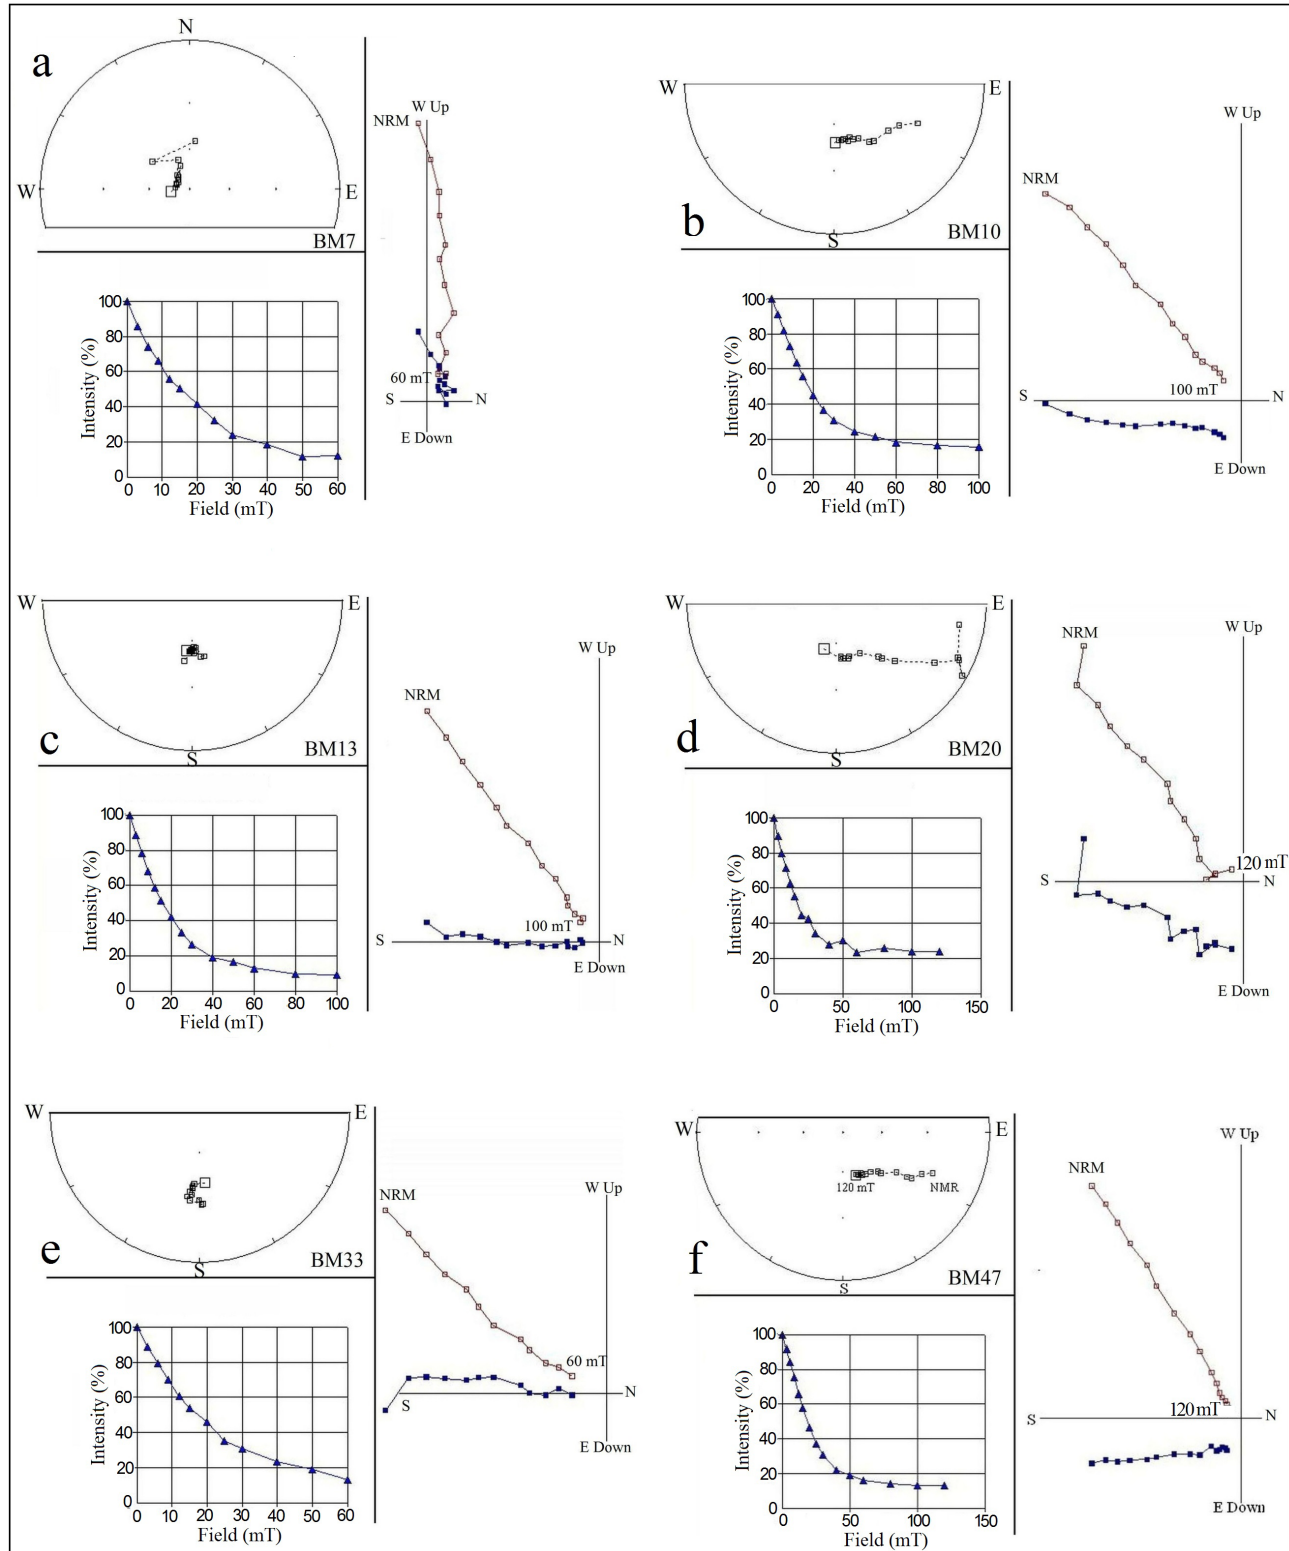 a
N
W
E
BM7
W Up
NRM
60 mT
S
N
E Down
Intensity (%)
100
80
60
40
20
0
0 10 20 30 40 50 60
Field (mT)
b
W
E
S
BM10
W Up
NRM
100 mT
S
N
E Down
Intensity (%)
100
80
60
40
20
0
0 20 40 60 80 100
Field (mT)
c
W
E
S
BM13
W Up
NRM
100 mT
S
N
E Down
Intensity (%)
100
80
60
40
20
0
0 20 40 60 80 100
Field (mT)
d
W
E
S
BM20
W Up
NRM
120 mT
S
N
E Down
Intensity (%)
100
80
60
40
20
0
0 50 100 150
Field (mT)
e
W
E
S
BM33
W Up
NRM
60 mT
S
N
E Down
Intensity (%)
100
80
60
40
20
0
0 10 20 30 40 50 60
Field (mT)
f
W
E
120 mT
NMR
S
BM47
W Up
NRM
120 mT
S
N
E Down
Intensity (%)
100
80
60
40
20
0
0 50 100 150
Field (mT)